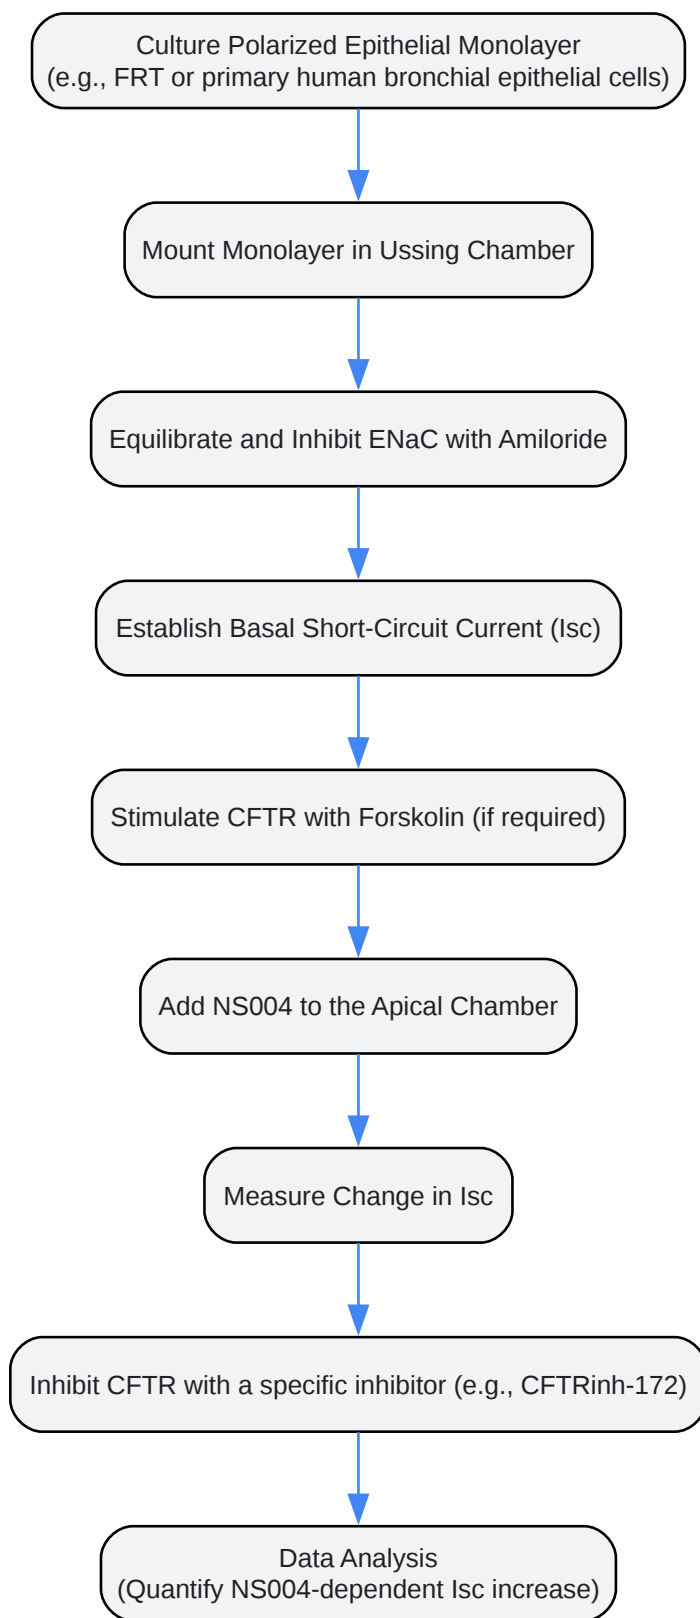 Culture Polarized Epithelial Monolayer
(e.g., FRT or primary human bronchial epithelial cells)
Mount Monolayer in Ussing Chamber
Equilibrate and Inhibit ENaC with Amiloride
Establish Basal Short-Circuit Current (Isc)
Stimulate CFTR with Forskolin (if required)
Add NS004 to the Apical Chamber
Measure Change in Isc
Inhibit CFTR with a specific inhibitor (e.g., CFTRinh-172)
Data Analysis
(Quantify NS004-dependent Isc increase)